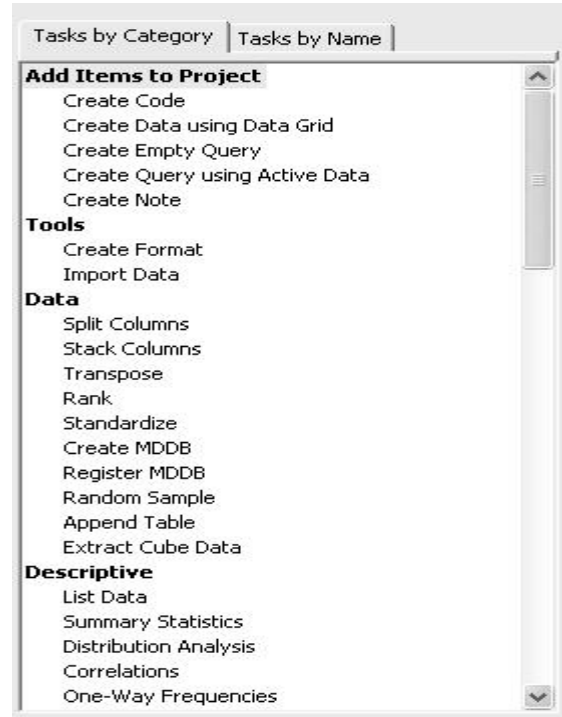 Tasks by Category Tasks by Name
Add Items to Project
Create Code
Create Data using Data Grid
Create Empty Query
Create Query using Active Data
Create Note
Tools
Create Format
Import Data
Data
Split Columns
Stack Columns
Transpose
Rank
Standardize
Create MDDB
Register MDDB
Random Sample
Append Table
Extract Cube Data
Descriptive
List Data
Summary Statistics
Distribution Analysis
Correlations
One-Way Frequencies